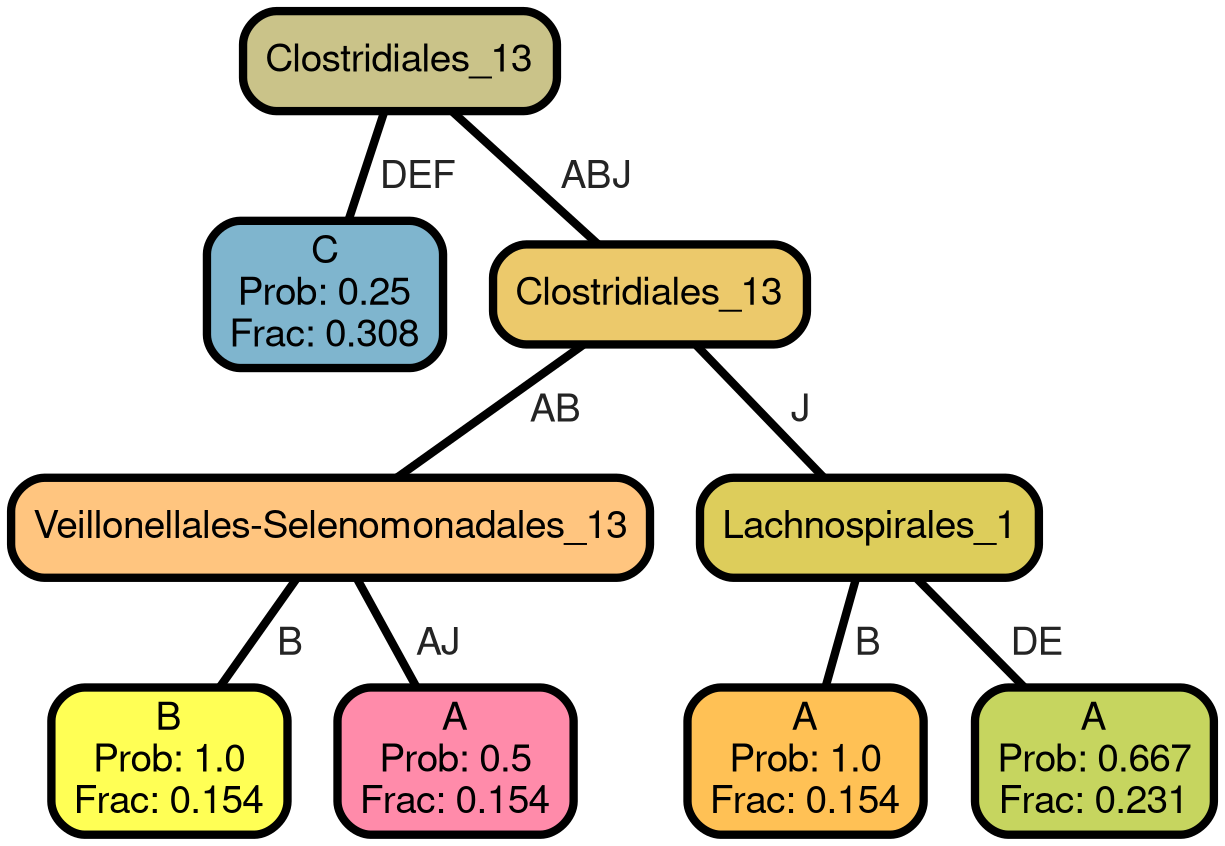 Clostridiales_13
DEF
ABJ
C
Prob: 0.25
Frac: 0.308
Clostridiales_13
AB
J
Veillonellales-Selenomonadales_13
Lachnospirales_1
B
AJ
B
DE
B
Prob: 1.0
Frac: 0.154
A
Prob: 0.5
Frac: 0.154
A
Prob: 1.0
Frac: 0.154
A
Prob: 0.667
Frac: 0.231